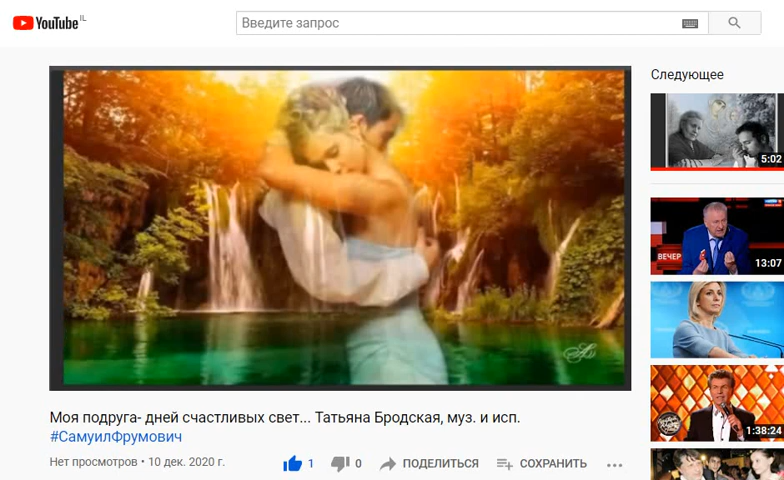 YouTube IL
Введите запрос
Следующее
5:02
ВЕЧЕР
13:07
1:38:24
Моя подруга- дней счастливых свет... Татьяна Бродская, муз. и исп.
#СамуилФрумович
Нет просмотров • 10 дек. 2020 г.
1
0
ПОДЕЛИТЬСЯ
СОХРАНИТЬ